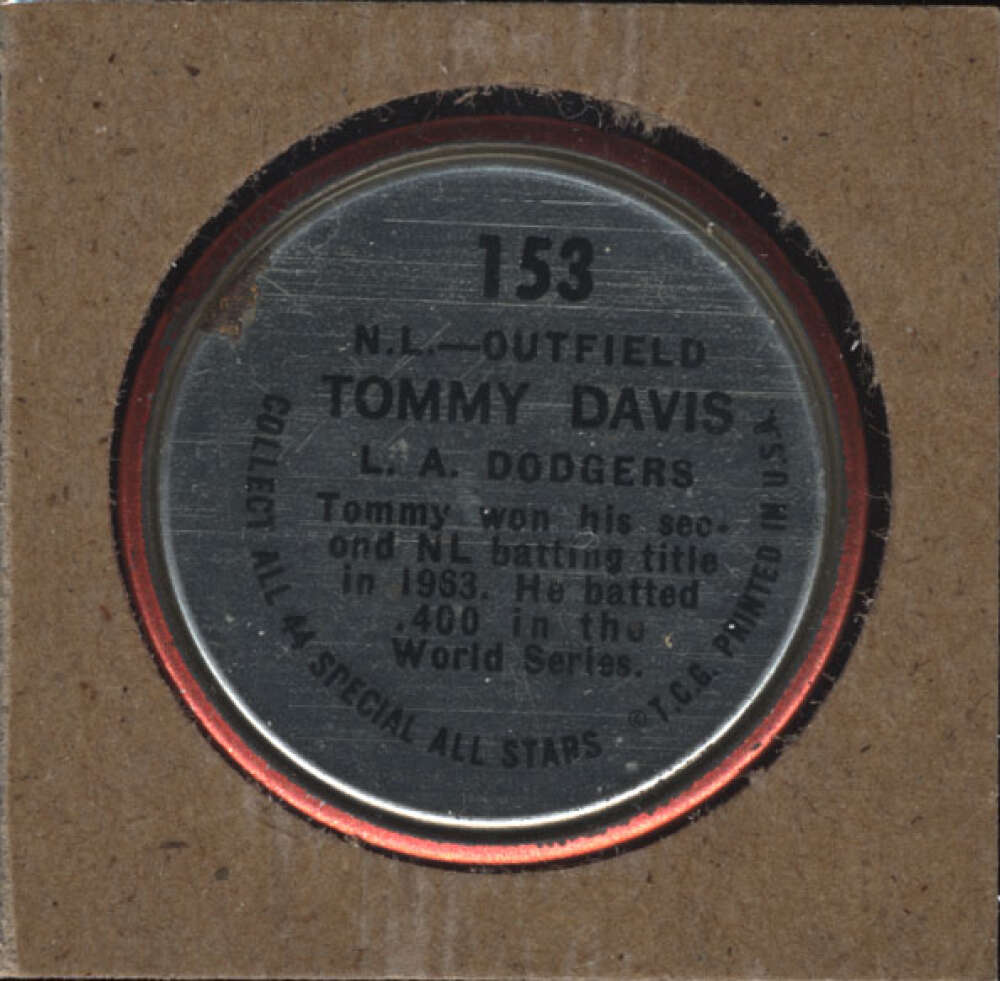 153
N.L.—OUTFIELD
TOMMY DAVIS
L. A. DODGERS
Tommy won his sec-
ond NL batting title
in 1963. He batted
.400 in the
World Series.
COLLECT ALL 44 SPECIAL ALL STARS
© T.C.G. PRINTED IN U.S.A.